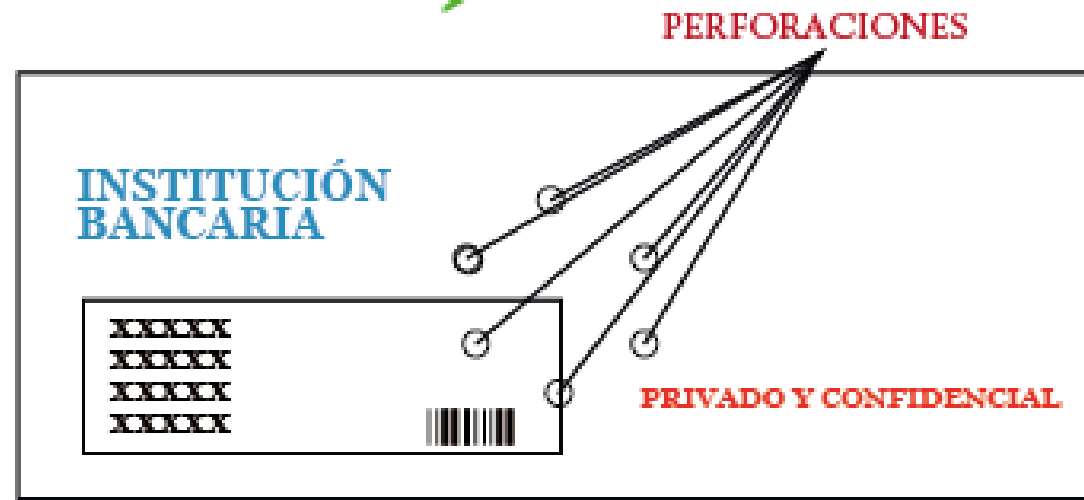 PERFORACIONES
INSTITUCIÓN
BANCARIA
XXXXX
XXXXX
XXXXX
XXXXX
PRIVADO Y CONFIDENCIAL